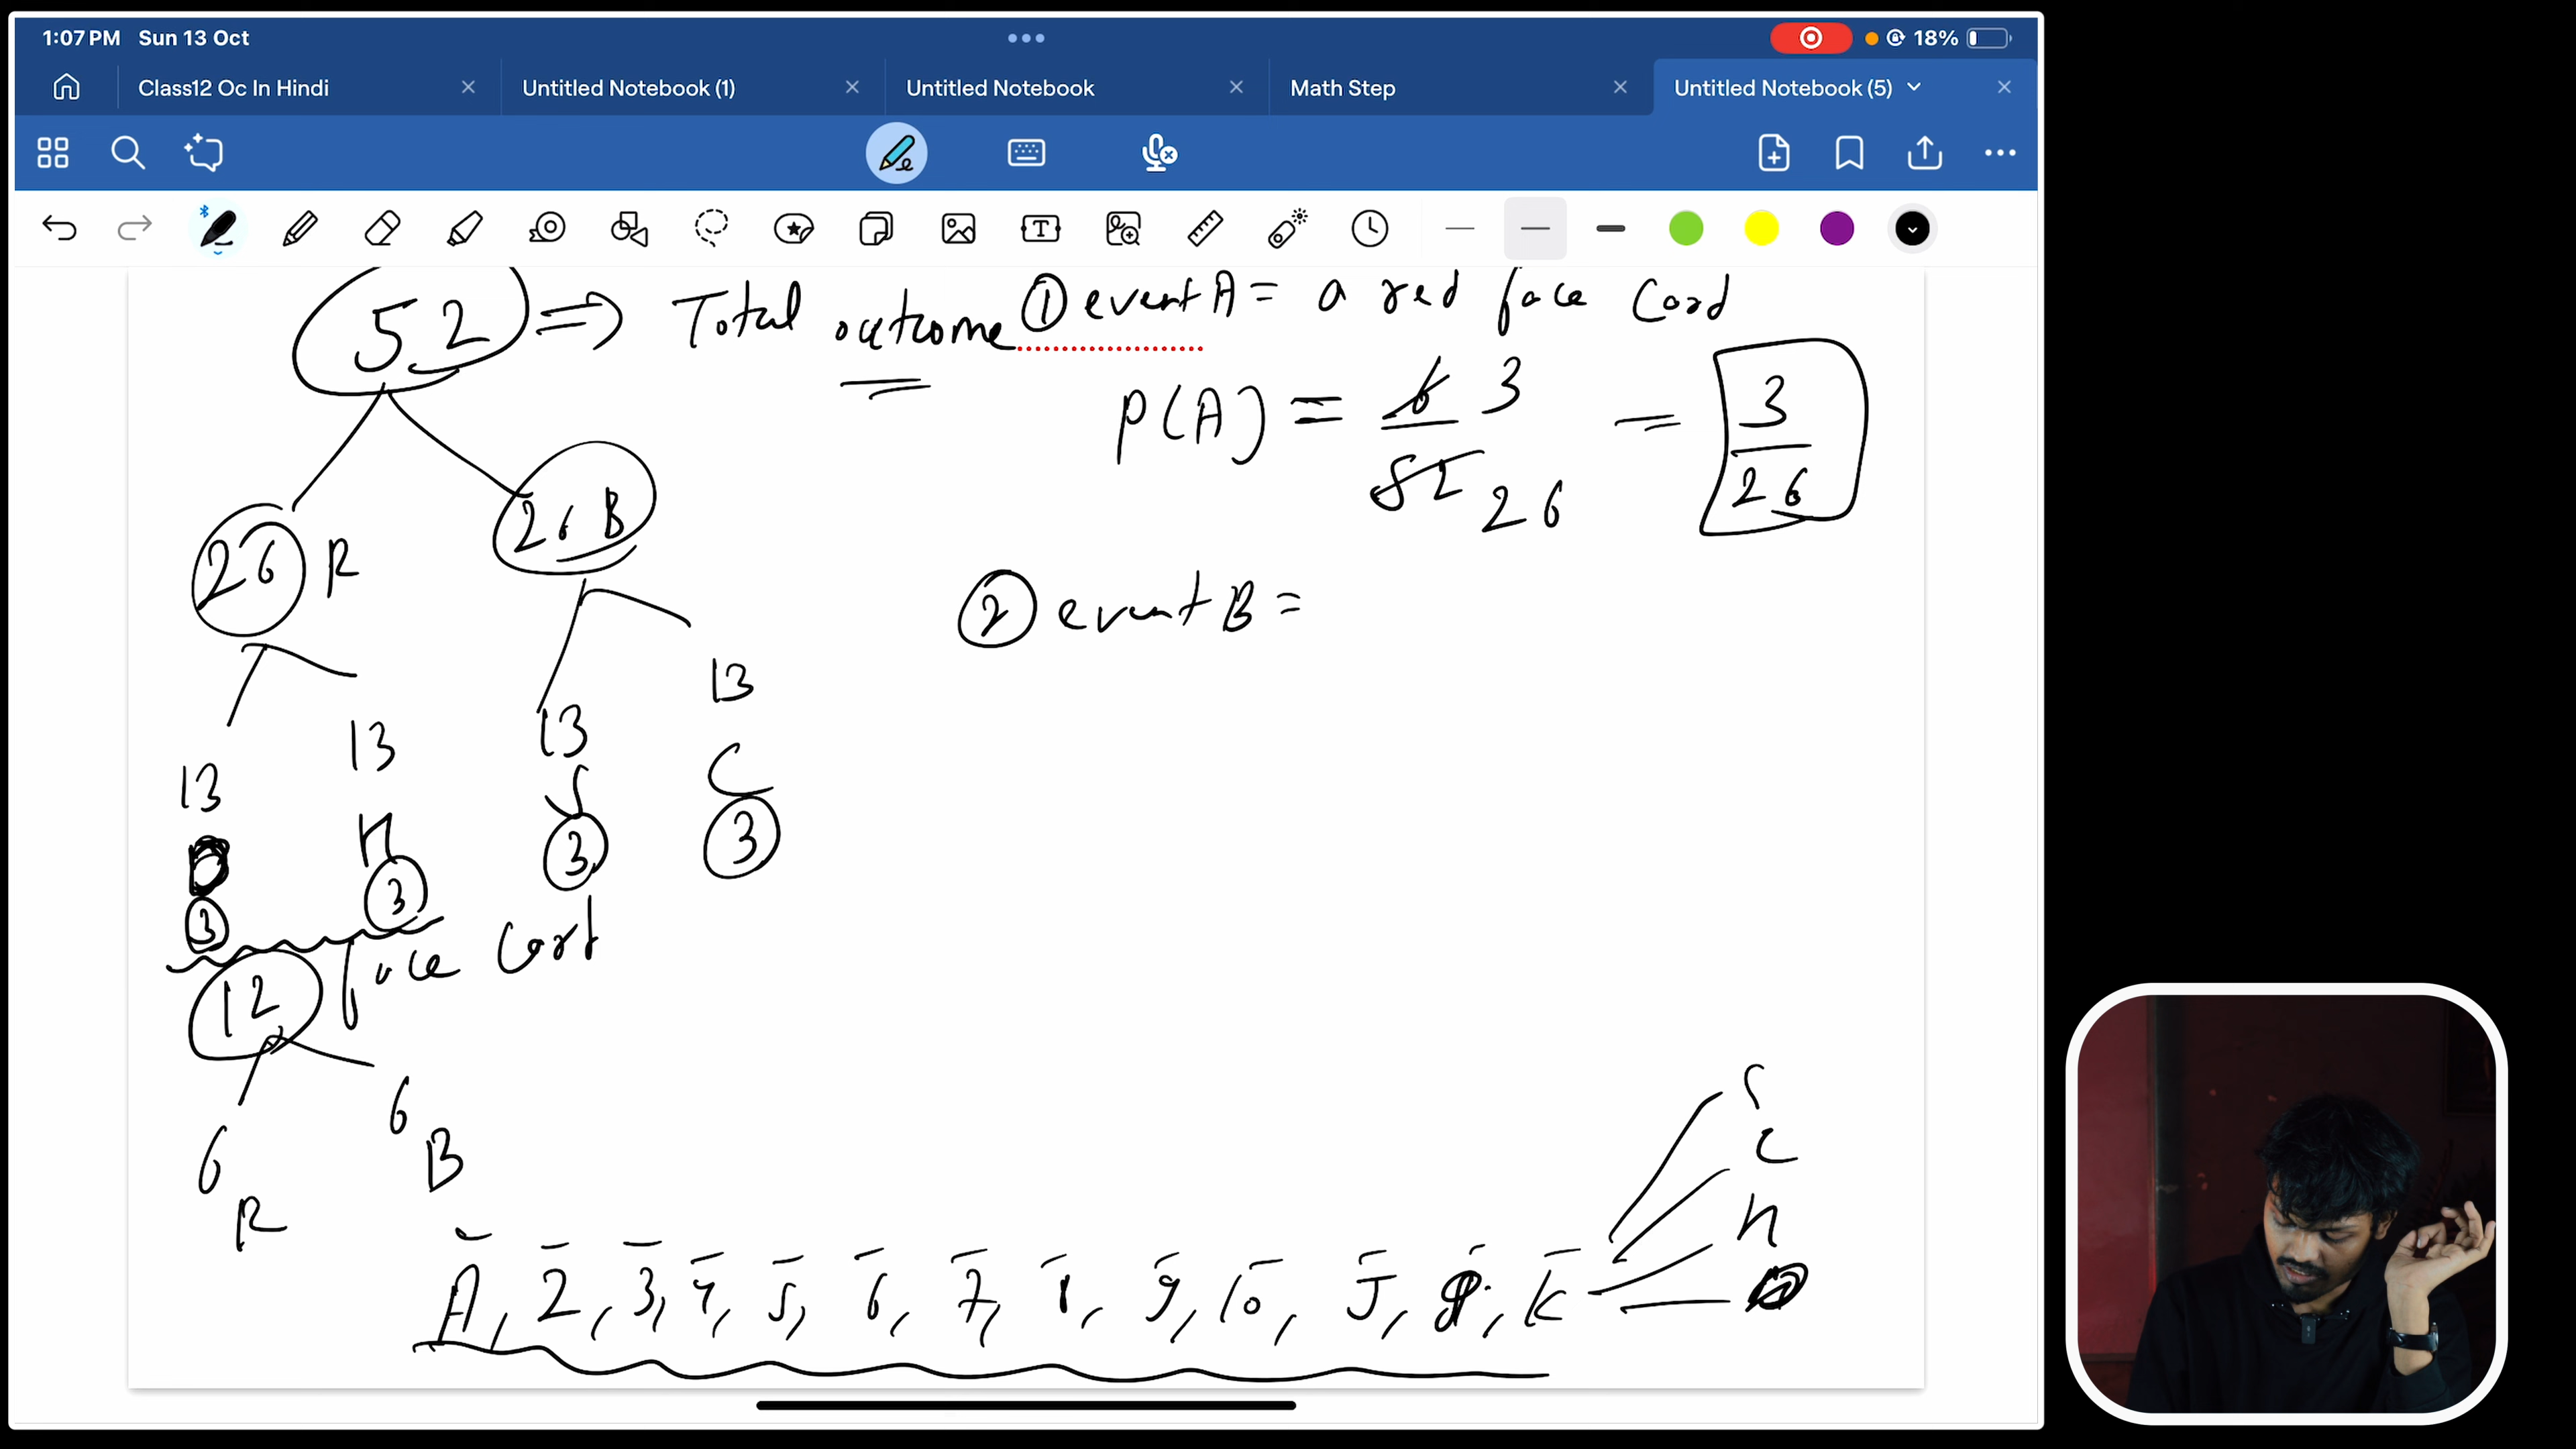 1:07 PM Sun 13 Oct
18%
Class12 Oc In Hindi
Untitled Notebook (1)
Untitled Notebook
Math Step
Untitled Notebook (5)
52 => Total outcome
① event A = a red face Card
P(A) = 6 3 / 52 26 = 3/26
26 R
26 B
② event B =
13
13
13
13
H
S
C
3
3
3
3
12 face Cart
6 R
6 B
S
C
H
A, 2, 3, 4, 5, 6, 7, 8, 9, 10, J, Q, K